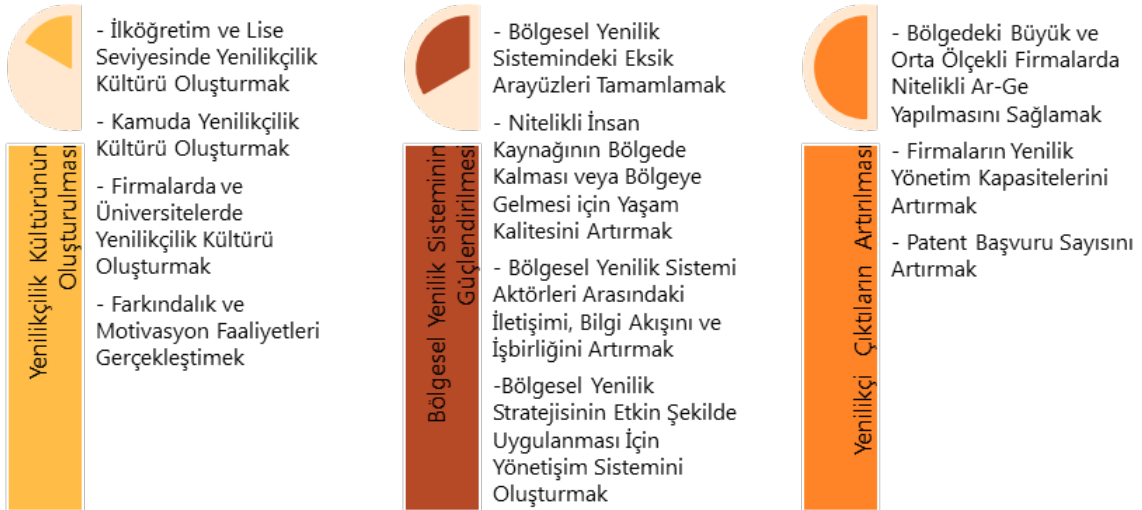 Yenilikçilik Kültürünün
Oluşturulması
- İlköğretim ve Lise
Seviyesinde Yenilikçilik
Kültürü Oluşturmak
- Kamuda Yenilikçilik
Kültürü Oluşturmak
- Firmalarda ve
Üniversitelerde
Yenilikçilik Kültürü
Oluşturmak
- Farkındalık ve
Motivasyon Faaliyetleri
Gerçekleştimek
Bölgesel Yenilik Sisteminin
Güçlendirilmesi
- Bölgesel Yenilik
Sistemindeki Eksik
Arayüzleri Tamamlamak
- Nitelikli İnsan
Kaynağının Bölgede
Kalması veya Bölgeye
Gelmesi için Yaşam
Kalitesini Artırmak
- Bölgesel Yenilik Sistemi
Aktörleri Arasındaki
İletişimi, Bilgi Akışını ve
İşbirliğini Artırmak
-Bölgesel Yenilik
Stratejisinin Etkin Şekilde
Uygulanması İçin
Yönetişim Sistemini
Oluşturmak
Yenilikçi Çıktıların Artırılması
- Bölgedeki Büyük ve
Orta Ölçekli Firmalarda
Nitelikli Ar-Ge
Yapılmasını Sağlamak
- Firmaların Yenilik
Yönetim Kapasitelerini
Artırmak
- Patent Başvuru Sayısını
Artırmak